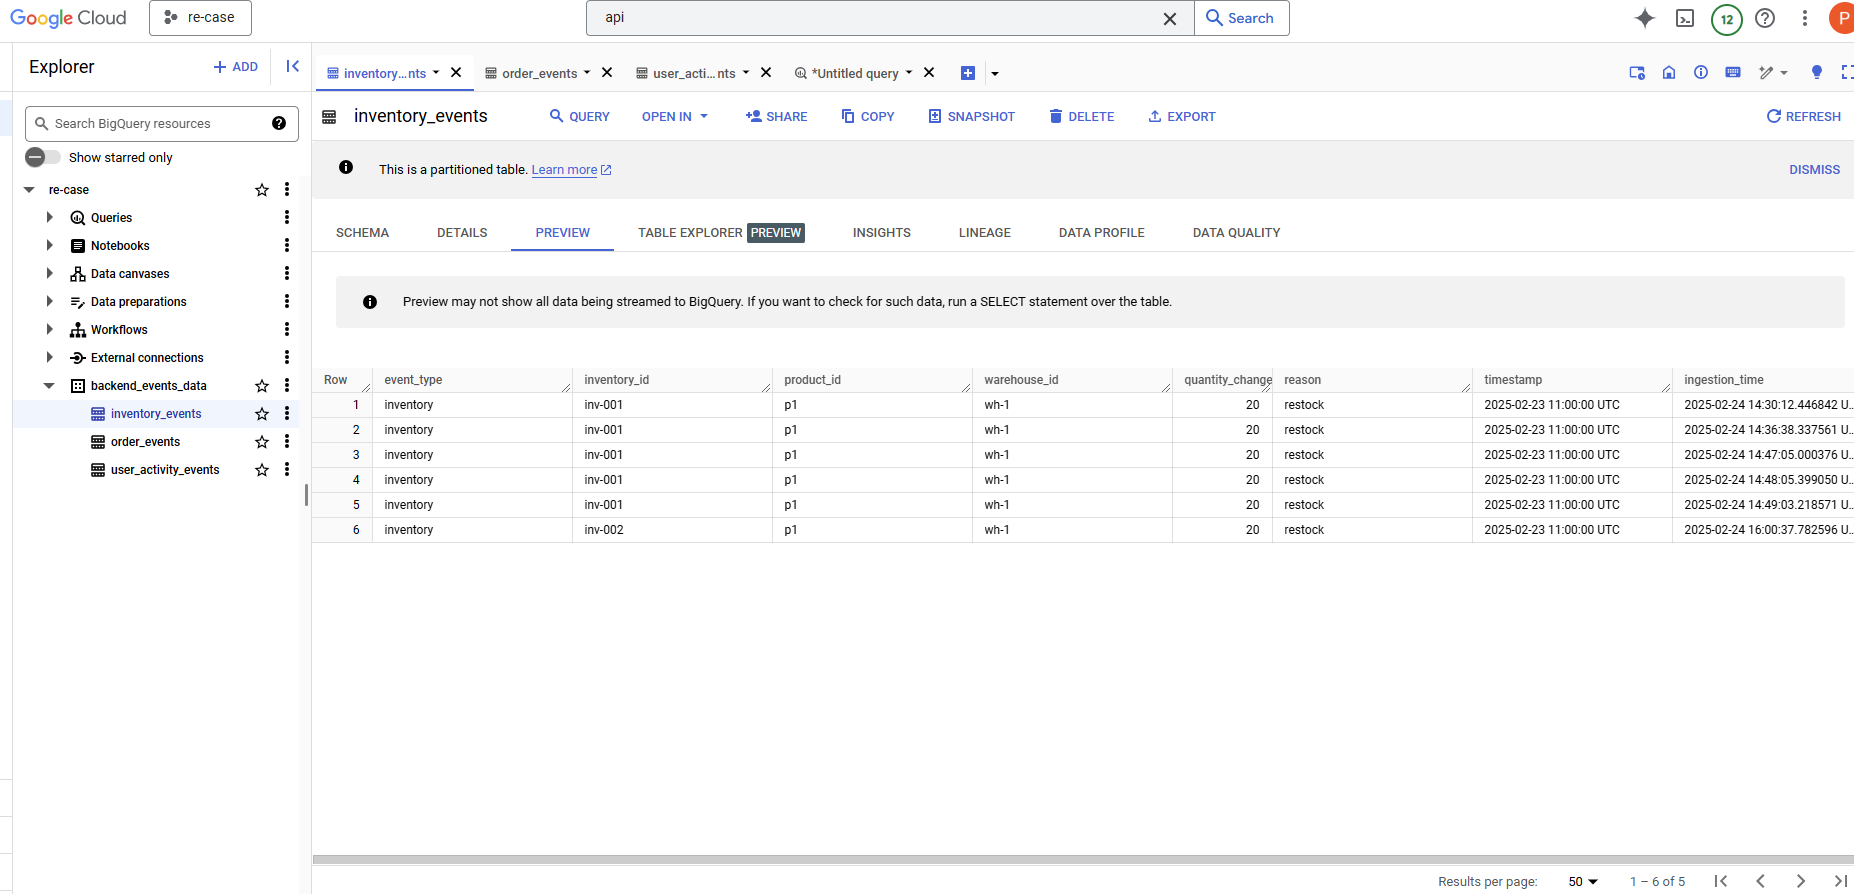 Google Cloud
re-case
api
Search
12
P
Explorer
ADD
inventory...nts
order_events
user_acti... nts
*Untitled query
Search BigQuery resources
Show starred only
re-case
Queries
Notebooks
Data canvases
Data preparations
Workflows
External connections
backend_events_data
inventory_events
order_events
user_activity_events
inventory_events
QUERY
OPEN IN
SHARE
COPY
SNAPSHOT
DELETE
EXPORT
REFRESH
This is a partitioned table. Learn more
DISMISS
SCHEMA
DETAILS
PREVIEW
TABLE EXPLORER PREVIEW
INSIGHTS
LINEAGE
DATA PROFILE
DATA QUALITY
Preview may not show all data being streamed to BigQuery. If you want to check for such data, run a SELECT statement over the table.
Row event_type inventory_id product_id warehouse_id quantity_change reason timestamp ingestion_time
1 inventory inv-001 p1 wh-1 20 restock 2025-02-23 11:00:00 UTC 2025-02-24 14:30:12.446842 U...
2 inventory inv-001 p1 wh-1 20 restock 2025-02-23 11:00:00 UTC 2025-02-24 14:36:38.337561 U...
3 inventory inv-001 p1 wh-1 20 restock 2025-02-23 11:00:00 UTC 2025-02-24 14:47:05.000376 U...
4 inventory inv-001 p1 wh-1 20 restock 2025-02-23 11:00:00 UTC 2025-02-24 14:48:05.399050 U...
5 inventory inv-001 p1 wh-1 20 restock 2025-02-23 11:00:00 UTC 2025-02-24 14:49:03.218571 U...
6 inventory inv-002 p1 wh-1 20 restock 2025-02-23 11:00:00 UTC 2025-02-24 16:00:37.782596 U...
Results per page: 50 1 – 6 of 5